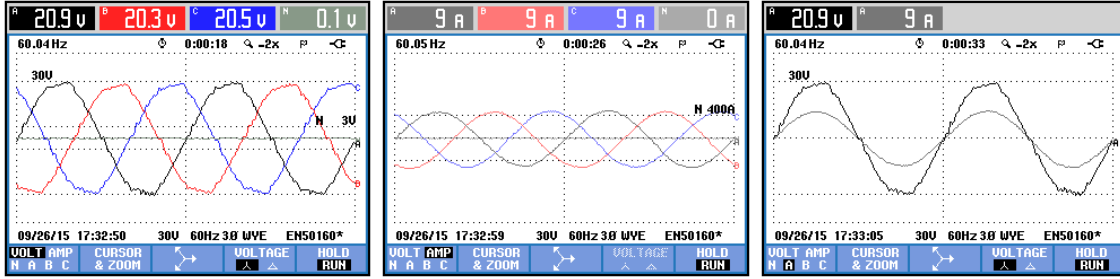 A 20.9 V B 20.3 V C 20.5 V N 0.1 V
60.04 Hz 0:00:18 -2x P
30V
C
N 3V
A
B
09/26/15 17:32:50 30V 60Hz 3Ø WYE EN50160*
VOLT AMP CURSOR VOLTAGE HOLD
N A B C & ZOOM RUN
A 9 A B 9 A C 9 A N 0 A
60.05 Hz 0:00:26 -2x P
N 400A
C
A
B
09/26/15 17:32:59 30V 60Hz 3Ø WYE EN50160*
VOLT AMP CURSOR VOLTAGE HOLD
N A B C & ZOOM RUN
A 20.9 V A 9 A
60.04 Hz 0:00:33 -2x P
30V
A
09/26/15 17:33:05 30V 60Hz 3Ø WYE EN50160*
VOLT AMP CURSOR VOLTAGE HOLD
N A B C & ZOOM RUN